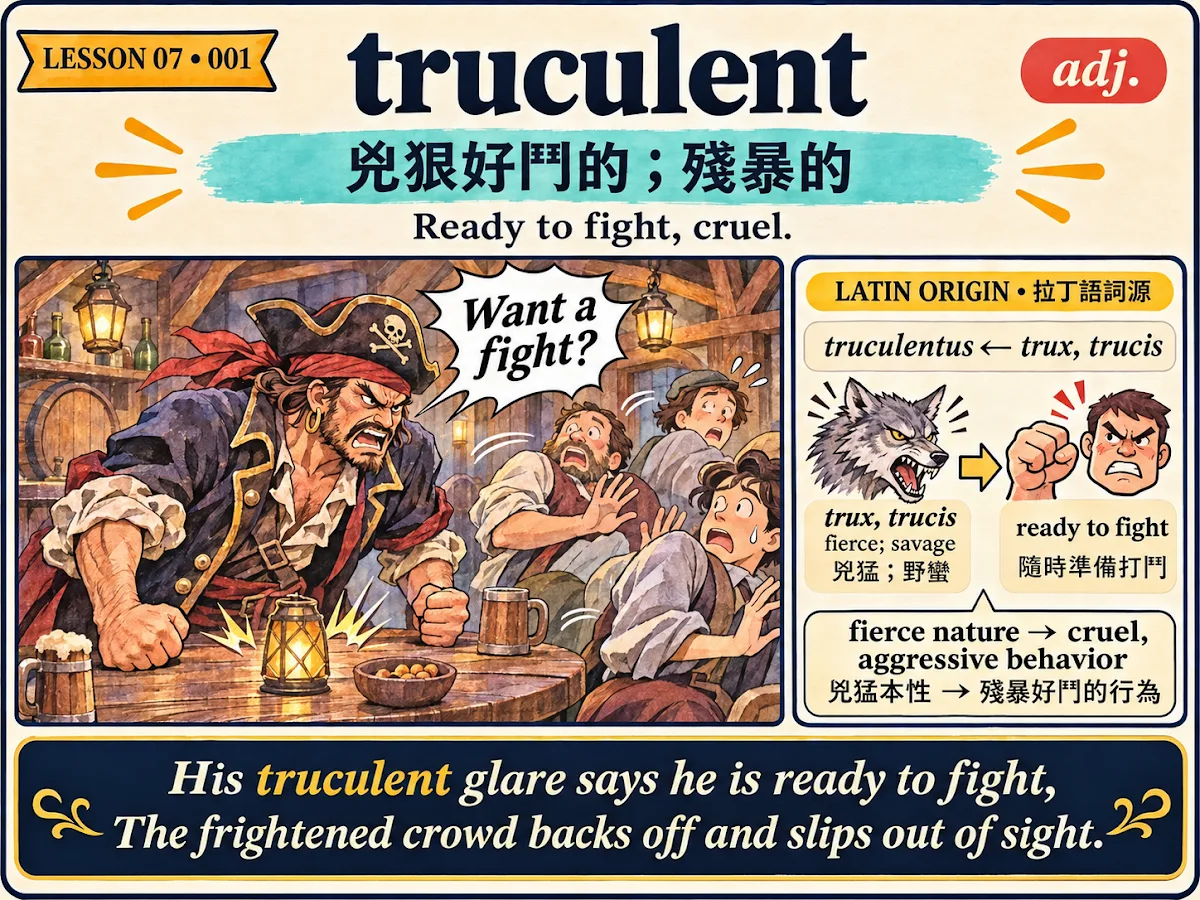 LESSON 07 • 001
truculent
adj.
兇狠好鬥的；殘暴的
Ready to fight, cruel.
Want a
fight?
LATIN ORIGIN • 拉丁語詞源
truculentus ← trux, trucis
trux, trucis
fierce; savage
兇猛；野蠻
ready to fight
隨時準備打鬥
fierce nature → cruel,
aggressive behavior
兇猛本性 → 殘暴好鬥的行為
His truculent glare says he is ready to fight,
The frightened crowd backs off and slips out of sight.